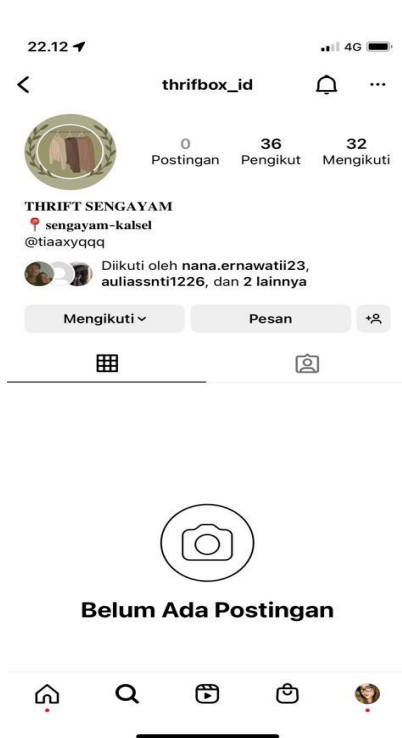 22.12
4G
thrifbox_id
0 36 32
Postingan Pengikut Mengikuti
THRIFT SENGAYAM
sengayam-kalsel
@tiaaxyqqq
Diikuti oleh nana.ernawatii23,
auliassnti1226, dan 2 lainnya
Mengikuti Pesan
Belum Ada Postingan